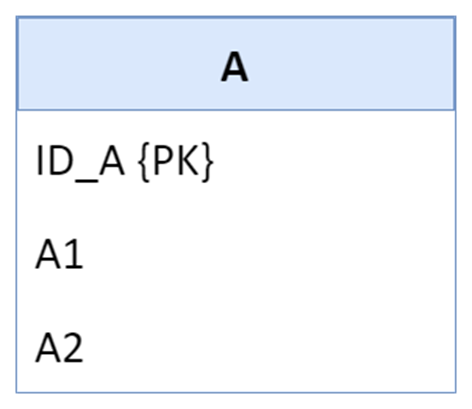 A
ID_A {PK}
A1
A2